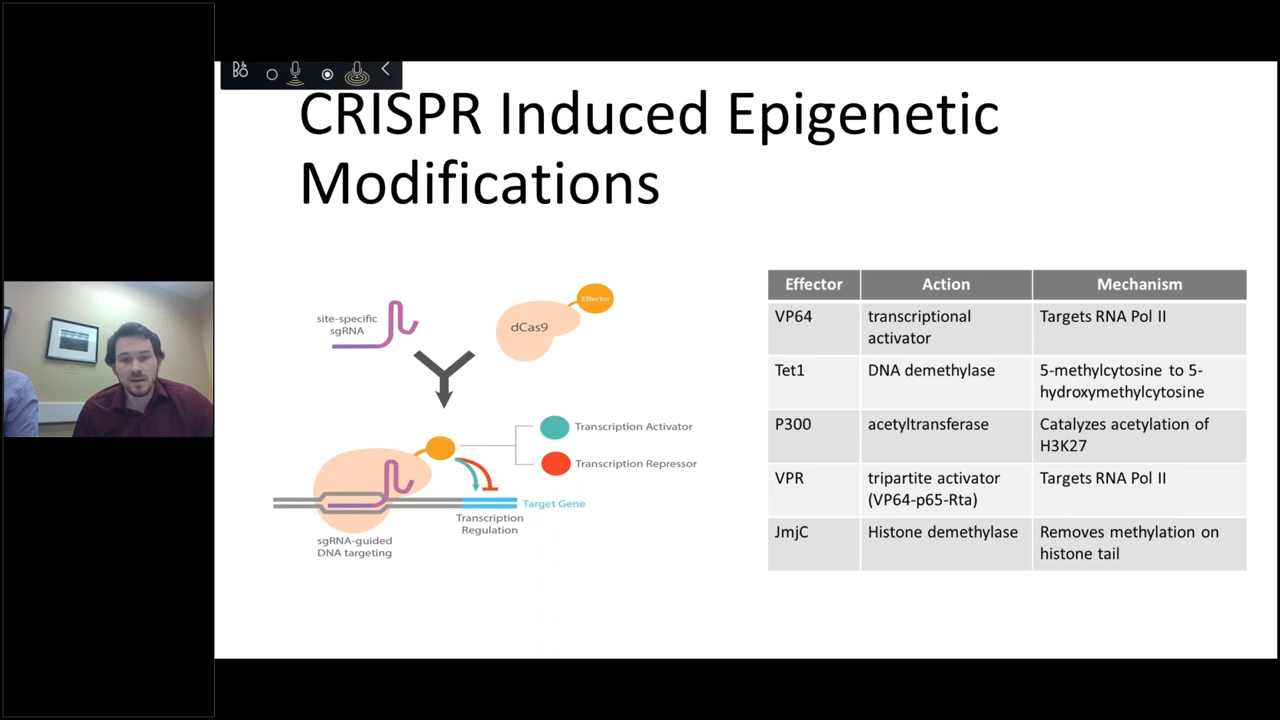 CRISPR Induced Epigenetic
Modifications
site-specific
sgRNA
dCas9
Effector
Transcription Activator
Transcription Repressor
Target Gene
Transcription
Regulation
sgRNA-guided
DNA targeting
Effector Action Mechanism
VP64 transcriptional Targets RNA Pol II
activator
Tet1 DNA demethylase 5-methylcytosine to 5-
hydroxymethylcytosine
P300 acetyltransferase Catalyzes acetylation of
H3K27
VPR tripartite activator Targets RNA Pol II
(VP64-p65-Rta)
JmjC Histone demethylase Removes methylation on
histone tail